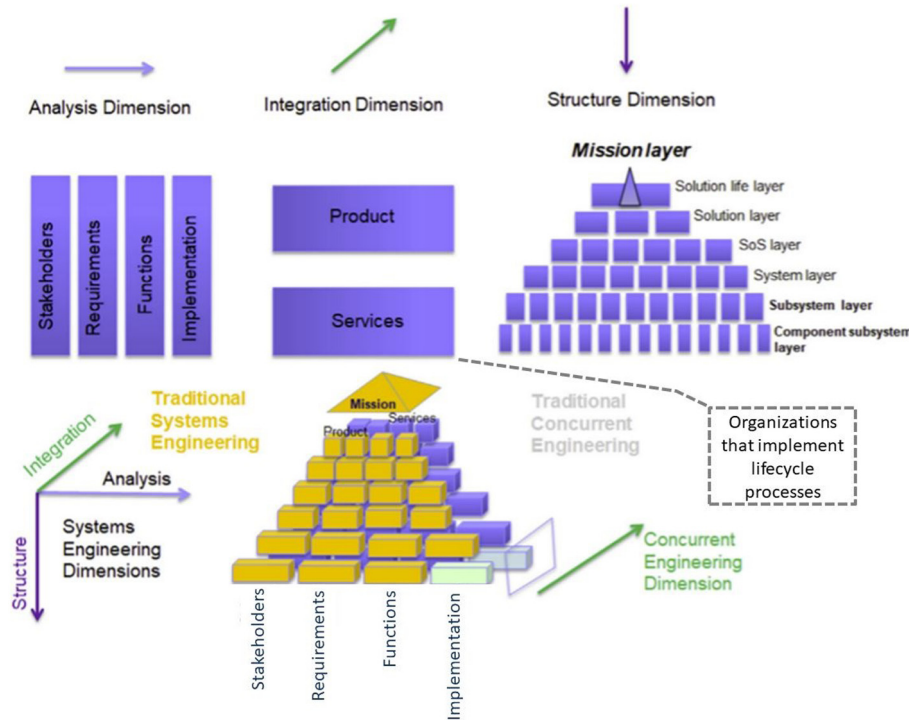 Analysis Dimension
Integration Dimension
Structure Dimension
Mission layer
Solution life layer
Solution layer
SoS layer
System layer
Subsystem layer
Component subsystem
layer
Stakeholders
Requirements
Functions
Implementation
Product
Services
Traditional
Systems
Engineering
Mission
Services
Product
Traditional
Concurrent
Engineering
Organizations
that implement
lifecycle
processes
Integration
Analysis
Structure
Systems
Engineering
Dimensions
Concurrent
Engineering
Dimension
Stakeholders
Requirements
Functions
Implementation